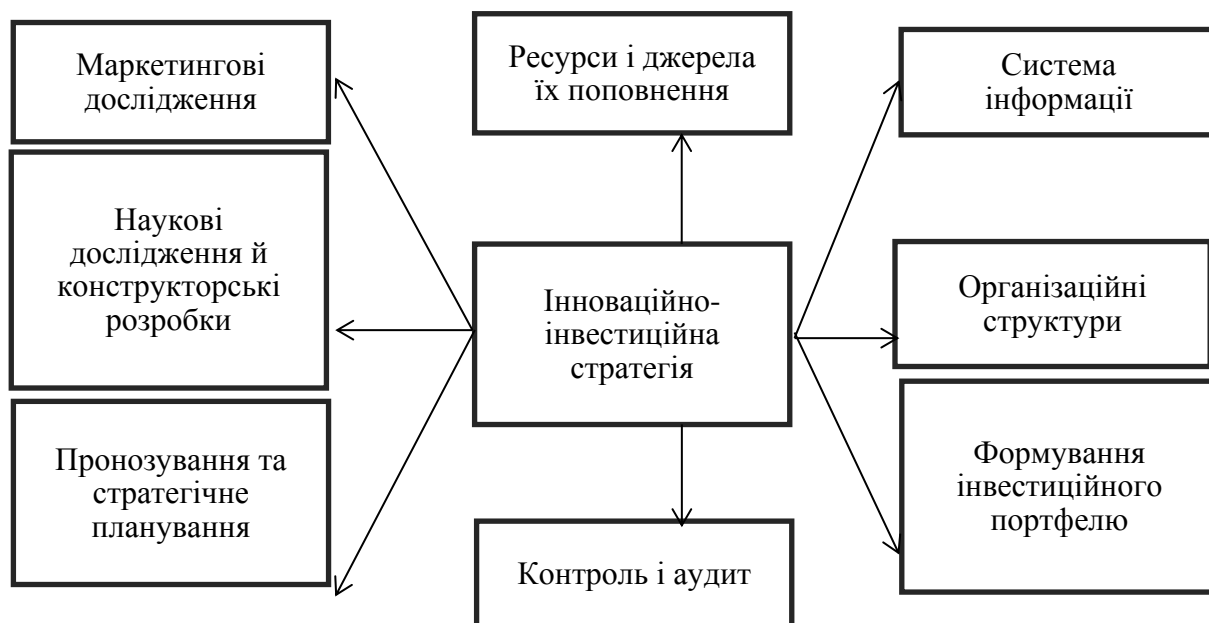 Маркетингові
дослідження
Ресурси і джерела
їх поповнення
Система
інформації
Наукові
дослідження й
конструкторські
розробки
Інноваційно-
інвестиційна
стратегія
Організаційні
структури
Пронозування та
стратегічне
планування
Формування
інвестиційного
портфелю
Контроль і аудит